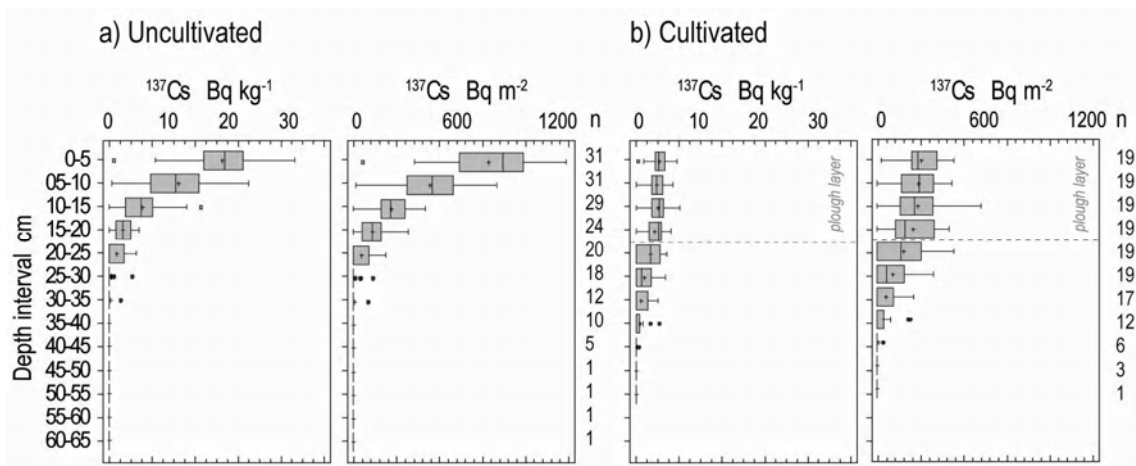 a) Uncultivated
b) Cultivated
¹³⁷Cs Bq kg⁻¹
¹³⁷Cs Bq m⁻²
¹³⁷Cs Bq kg⁻¹
¹³⁷Cs Bq m⁻²
0 10 20 30
0 600 1200 n
0 10 20 30
0 600 1200 n
Depth interval cm
0-5
05-10
10-15
15-20
20-25
25-30
30-35
35-40
40-45
45-50
50-55
55-60
60-65
31
31
29
24
20
18
12
10
5
1
1
1
1
plough layer
plough layer
19
19
19
19
19
19
17
12
6
3
1